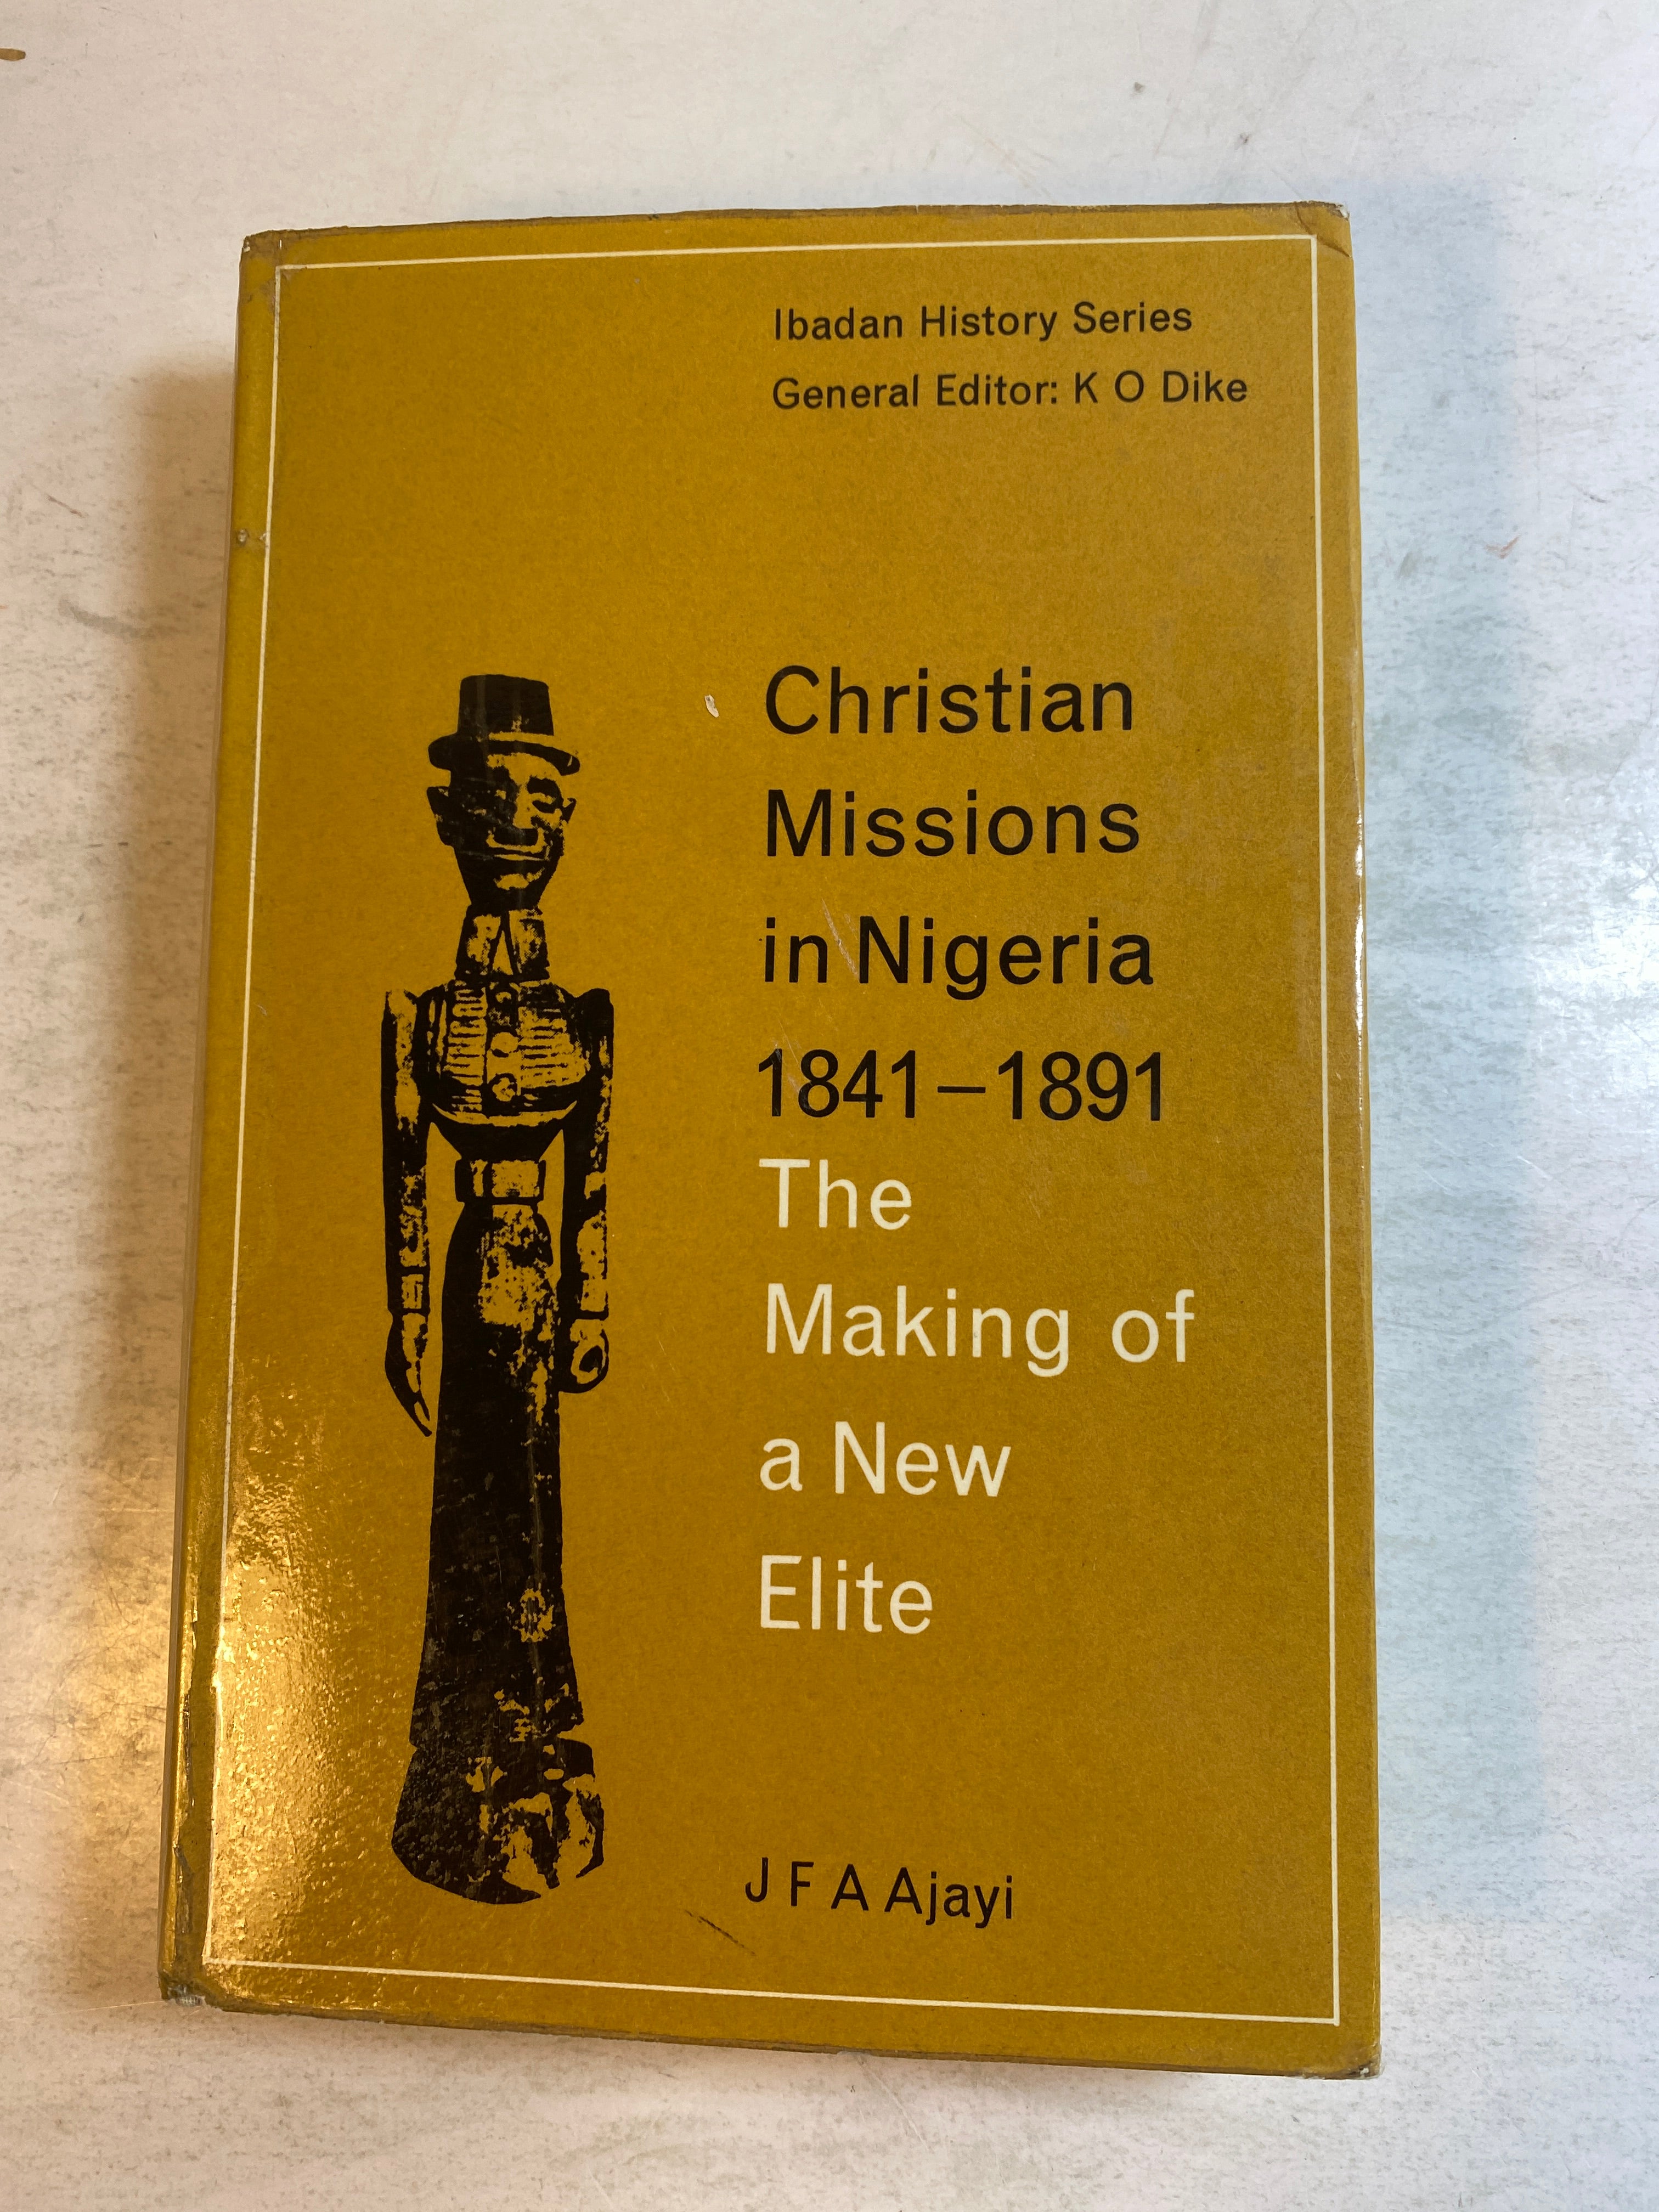 Ibadan History Series
General Editor: K O Dike
Christian
Missions
in Nigeria
1841–1891
The
Making of
a New
Elite
J F A Ajayi